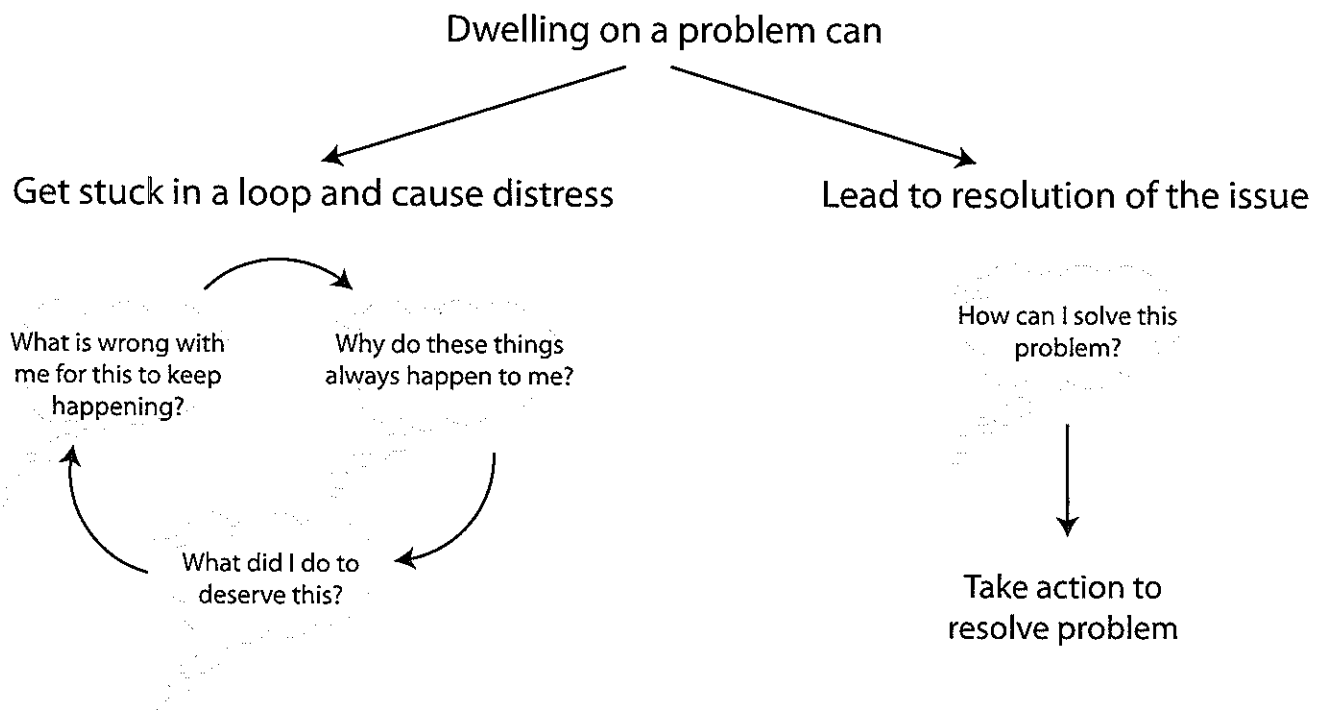 Dwelling on a problem can
Get stuck in a loop and cause distress
Lead to resolution of the issue
What is wrong with
me for this to keep
happening?
Why do these things
always happen to me?
What did I do to
deserve this?
How can I solve this
problem?
Take action to
resolve problem